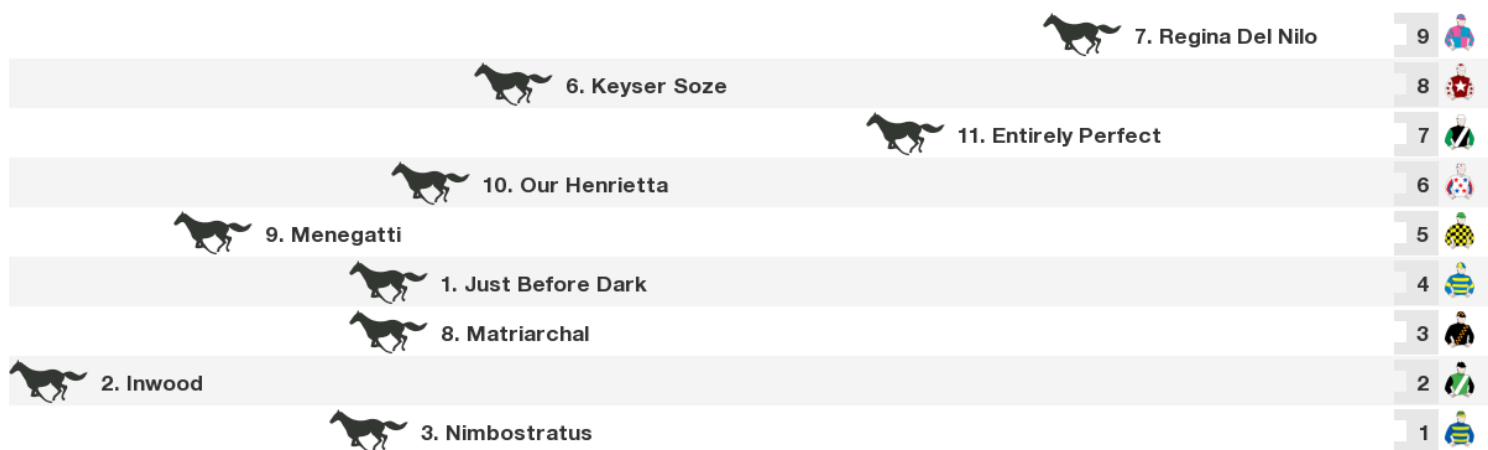 7. Regina Del Nilo 9
6. Keyser Soze 8
11. Entirely Perfect 7
10. Our Henrietta 6
9. Menegatti 5
1. Just Before Dark 4
8. Matriarchal 3
2. Inwood 2
3. Nimbostratus 1